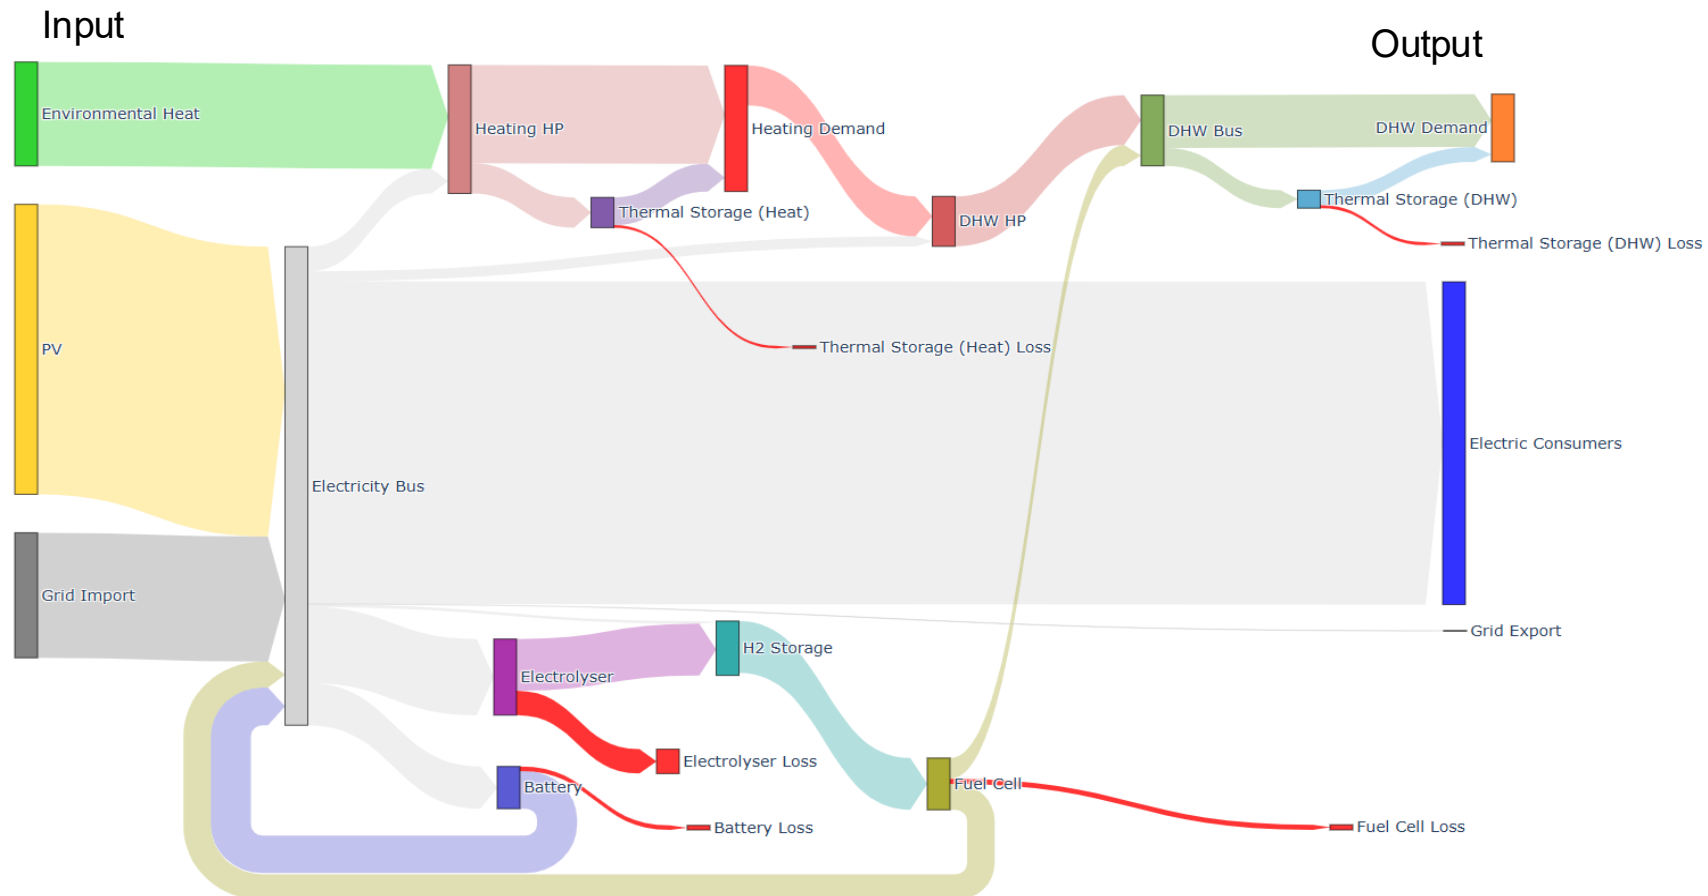 Input
Output
Environmental Heat
Heating HP
Heating Demand
DHW Bus
DHW Demand
Thermal Storage (Heat)
Thermal Storage (DHW)
DHW HP
Thermal Storage (DHW) Loss
PV
Thermal Storage (Heat) Loss
Electric Consumers
Electricity Bus
Grid Import
Grid Export
H2 Storage
Electrolyser
Electrolyser Loss
Battery
Fuel Cell
Battery Loss
Fuel Cell Loss